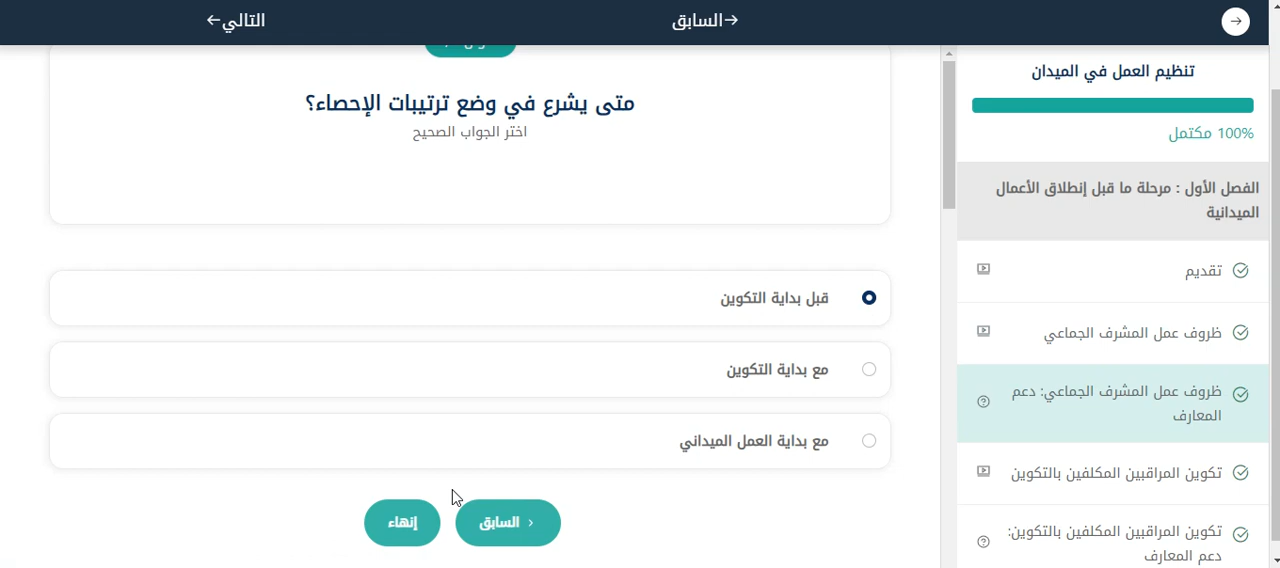 السابق→
التالي←
متى يشرع في وضع ترتيبات الإحصاء؟
اختر الجواب الصحيح
قبل بداية التكوين
مع بداية التكوين
مع بداية العمل الميداني
‹ السابق
إنهاء
تنظيم العمل في الميدان
100% مكتمل
الفصل الأول : مرحلة ما قبل إنطلاق الأعمال
الميدانية
تقديم
ظروف عمل المشرف الجماعي
ظروف عمل المشرف الجماعي: دعم
المعارف
تكوين المراقبين المكلفين بالتكوين
تكوين المراقبين المكلفين بالتكوين:
دعم المعارف